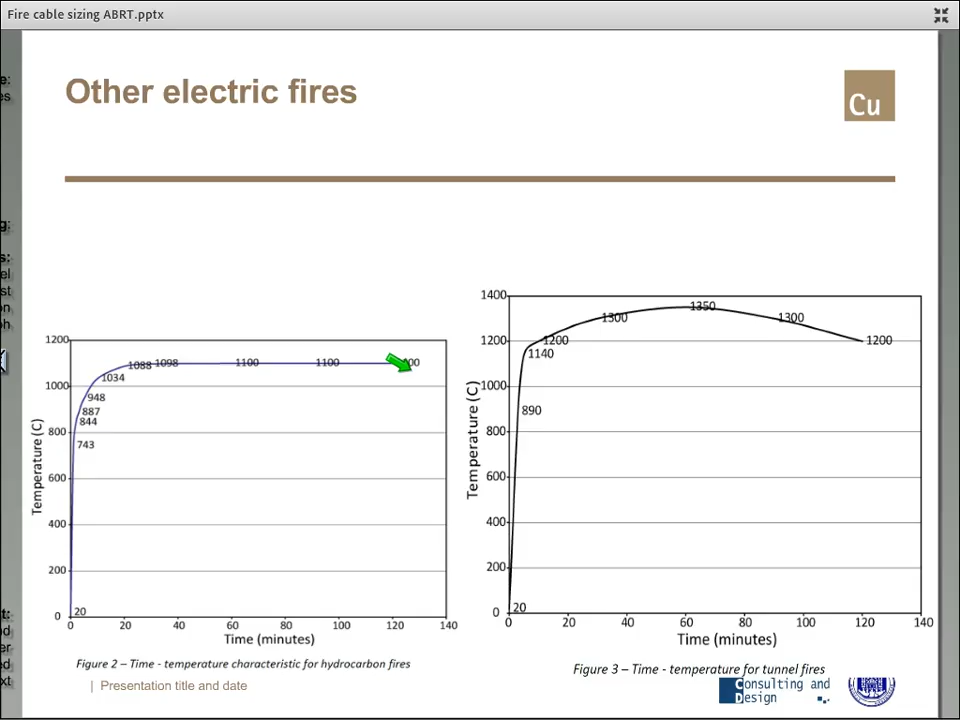 Fire cable sizing ABRT.pptx
Other electric fires
Cu
1200
1000
800
600
400
200
0
Temperature (C)
20
743
844
887
948
1034
1088
1098
1100
1100
0 20 40 60 80 100 120 140
Time (minutes)
Figure 2 – Time - temperature characteristic for hydrocarbon fires
1400
1200
1000
800
600
400
200
0
Temperature (C)
20
890
1140
1200
1300
1350
1300
1200
0 20 40 60 80 100 120 140
Time (minutes)
Figure 3 – Time - temperature for tunnel fires
| Presentation title and date
Consulting and
Design